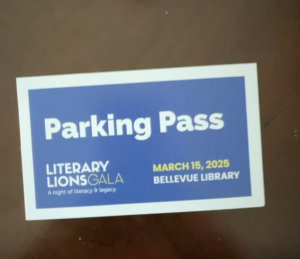 Parking Pass
LITERARY
LIONSGALA
A night of literacy & legacy
MARCH 15, 2025
BELLEVUE LIBRARY